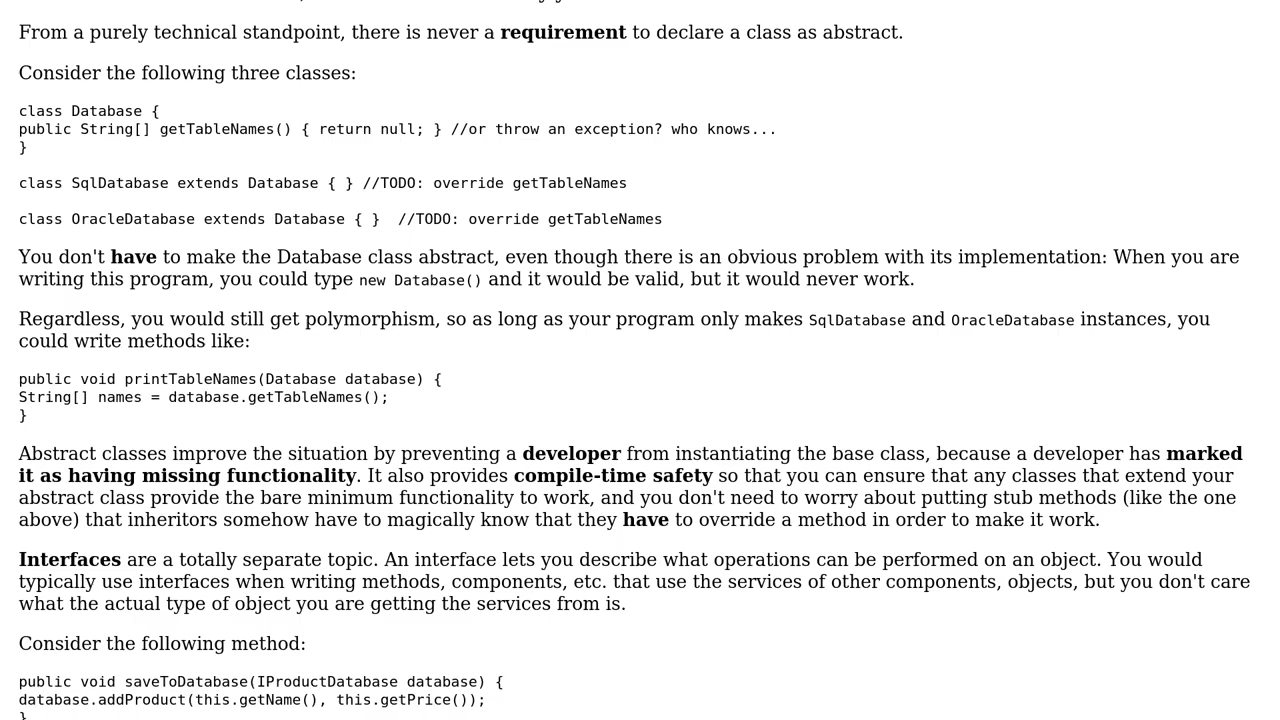 From a purely technical standpoint, there is never a requirement to declare a class as abstract.
Consider the following three classes:
class Database {
public String[] getTableNames() { return null; } //or throw an exception? who knows...
}
class SqlDatabase extends Database { } //TODO: override getTableNames
class OracleDatabase extends Database { }  //TODO: override getTableNames
You don't have to make the Database class abstract, even though there is an obvious problem with its implementation: When you are
writing this program, you could type new Database() and it would be valid, but it would never work.
Regardless, you would still get polymorphism, so as long as your program only makes SqlDatabase and OracleDatabase instances, you
could write methods like:
public void printTableNames(Database database) {
String[] names = database.getTableNames();
}
Abstract classes improve the situation by preventing a developer from instantiating the base class, because a developer has marked
it as having missing functionality. It also provides compile-time safety so that you can ensure that any classes that extend your
abstract class provide the bare minimum functionality to work, and you don't need to worry about putting stub methods (like the one
above) that inheritors somehow have to magically know that they have to override a method in order to make it work.
Interfaces are a totally separate topic. An interface lets you describe what operations can be performed on an object. You would
typically use interfaces when writing methods, components, etc. that use the services of other components, objects, but you don't care
what the actual type of object you are getting the services from is.
Consider the following method:
public void saveToDatabase(IProductDatabase database) {
database.addProduct(this.getName(), this.getPrice());
}